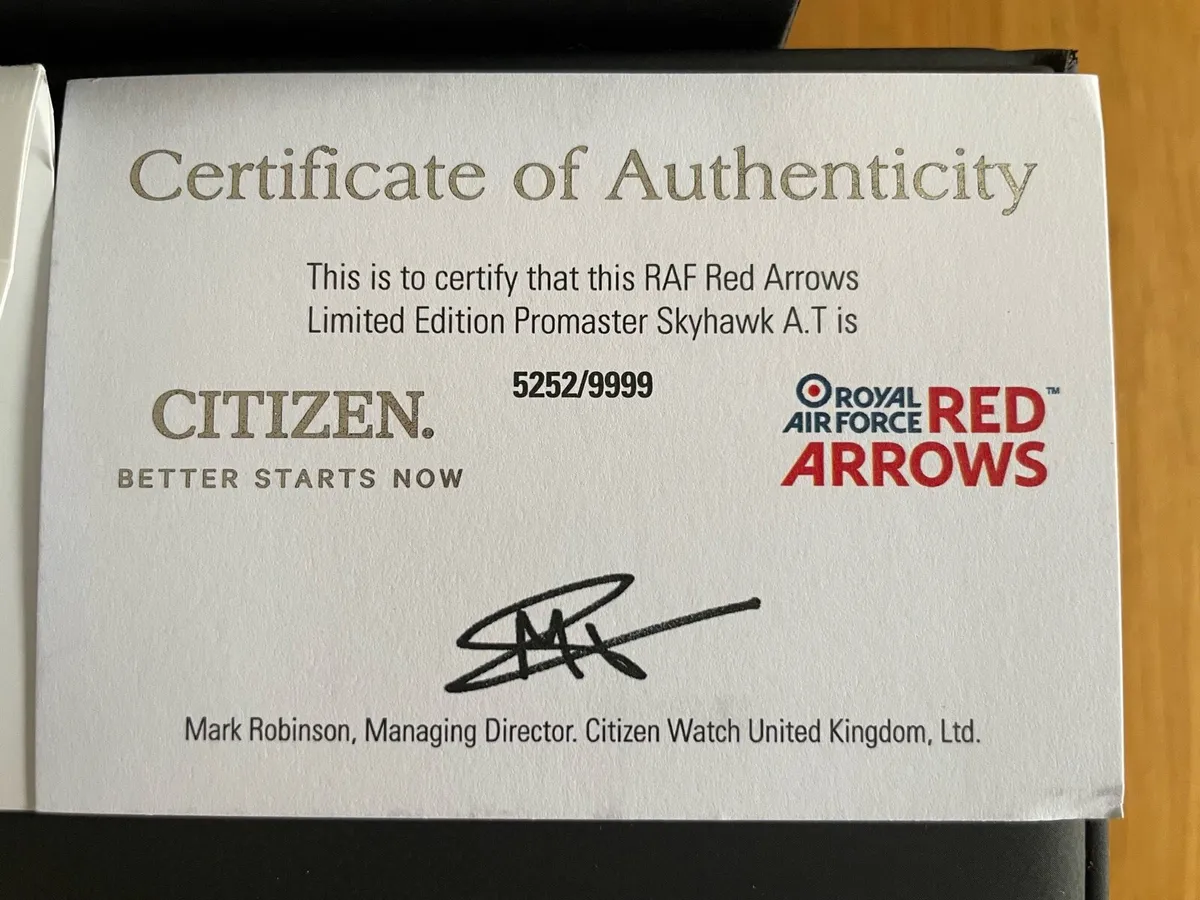 Certificate of Authenticity
This is to certify that this RAF Red Arrows
Limited Edition Promaster Skyhawk A.T is
5252/9999
CITIZEN.
BETTER STARTS NOW
ROYAL
AIR FORCE
RED™
ARROWS
Mark Robinson, Managing Director. Citizen Watch United Kingdom, Ltd.